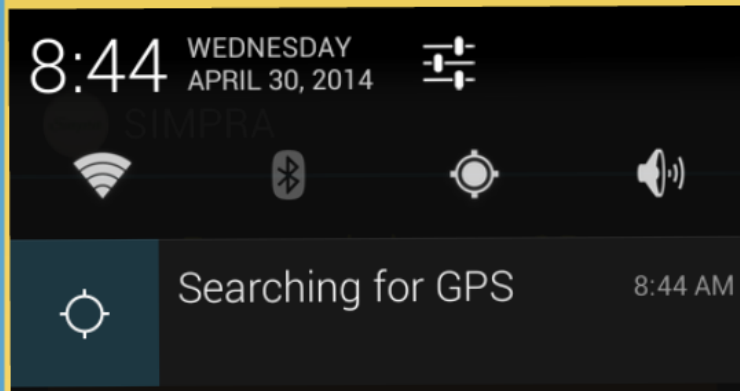 8:44
WEDNESDAY
APRIL 30, 2014
SIMPRA
Searching for GPS
8:44 AM